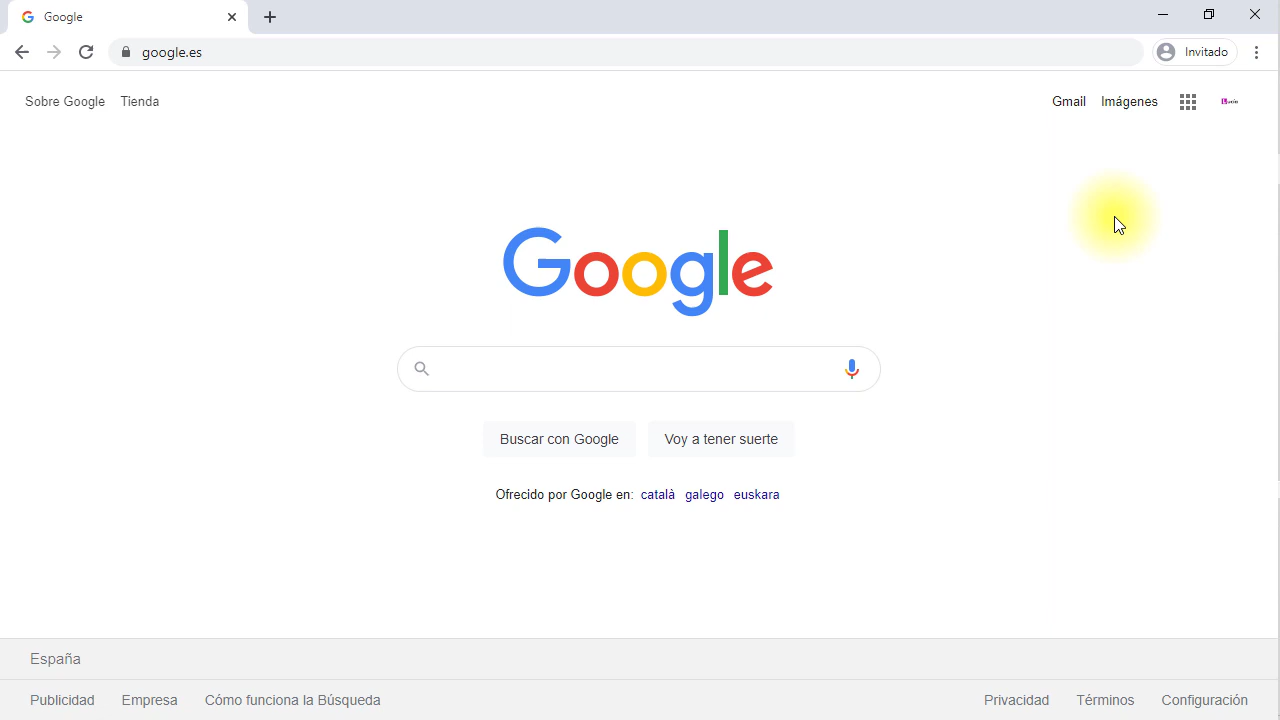 Google
google.es
Invitado
Sobre Google Tienda
Gmail Imágenes
Google
Buscar con Google Voy a tener suerte
Ofrecido por Google en: català galego euskara
España
Publicidad Empresa Cómo funciona la Búsqueda
Privacidad Términos Configuración